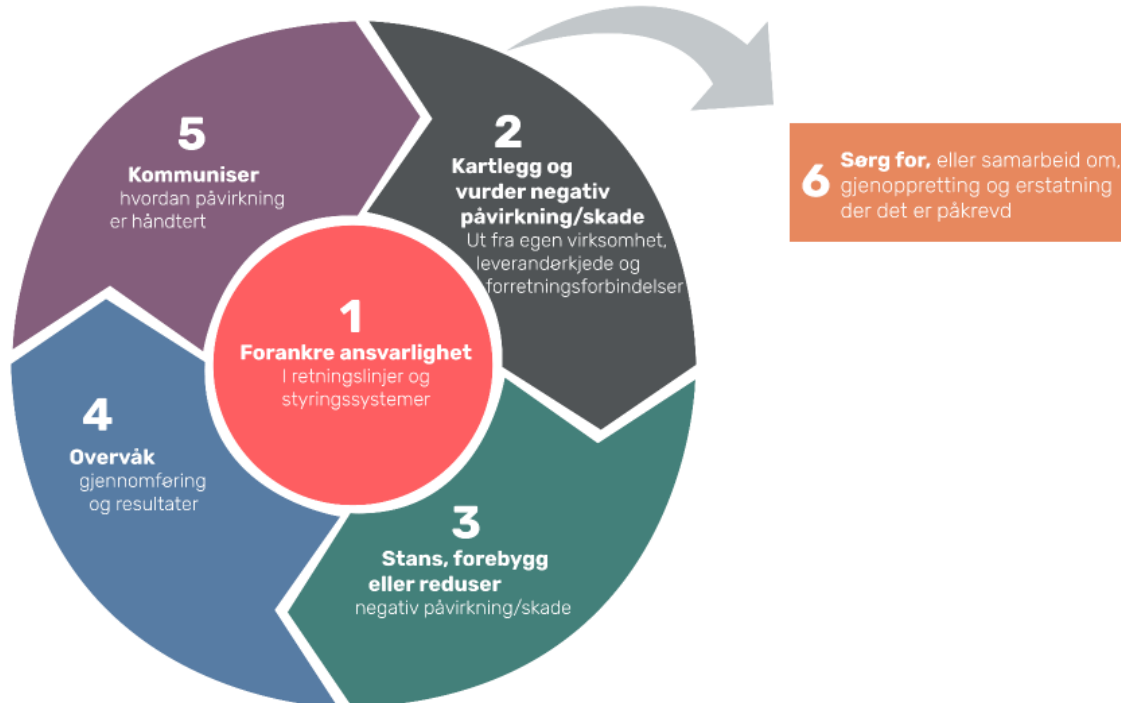 1
Forankre ansvarlighet
I retningslinjer og
styringssystemer
2
Kartlegg og
vurder negativ
påvirkning/skade
Ut fra egen virksomhet,
leverandørkjede og
forretningsforbindelser
3
Stans, forebygg
eller reduser
negativ påvirkning/skade
4
Overvåk
gjennomføring
og resultater
5
Kommuniser
hvordan påvirkning
er håndtert
6
Sørg for, eller samarbeid om,
gjenoppretting og erstatning
der det er påkrevd